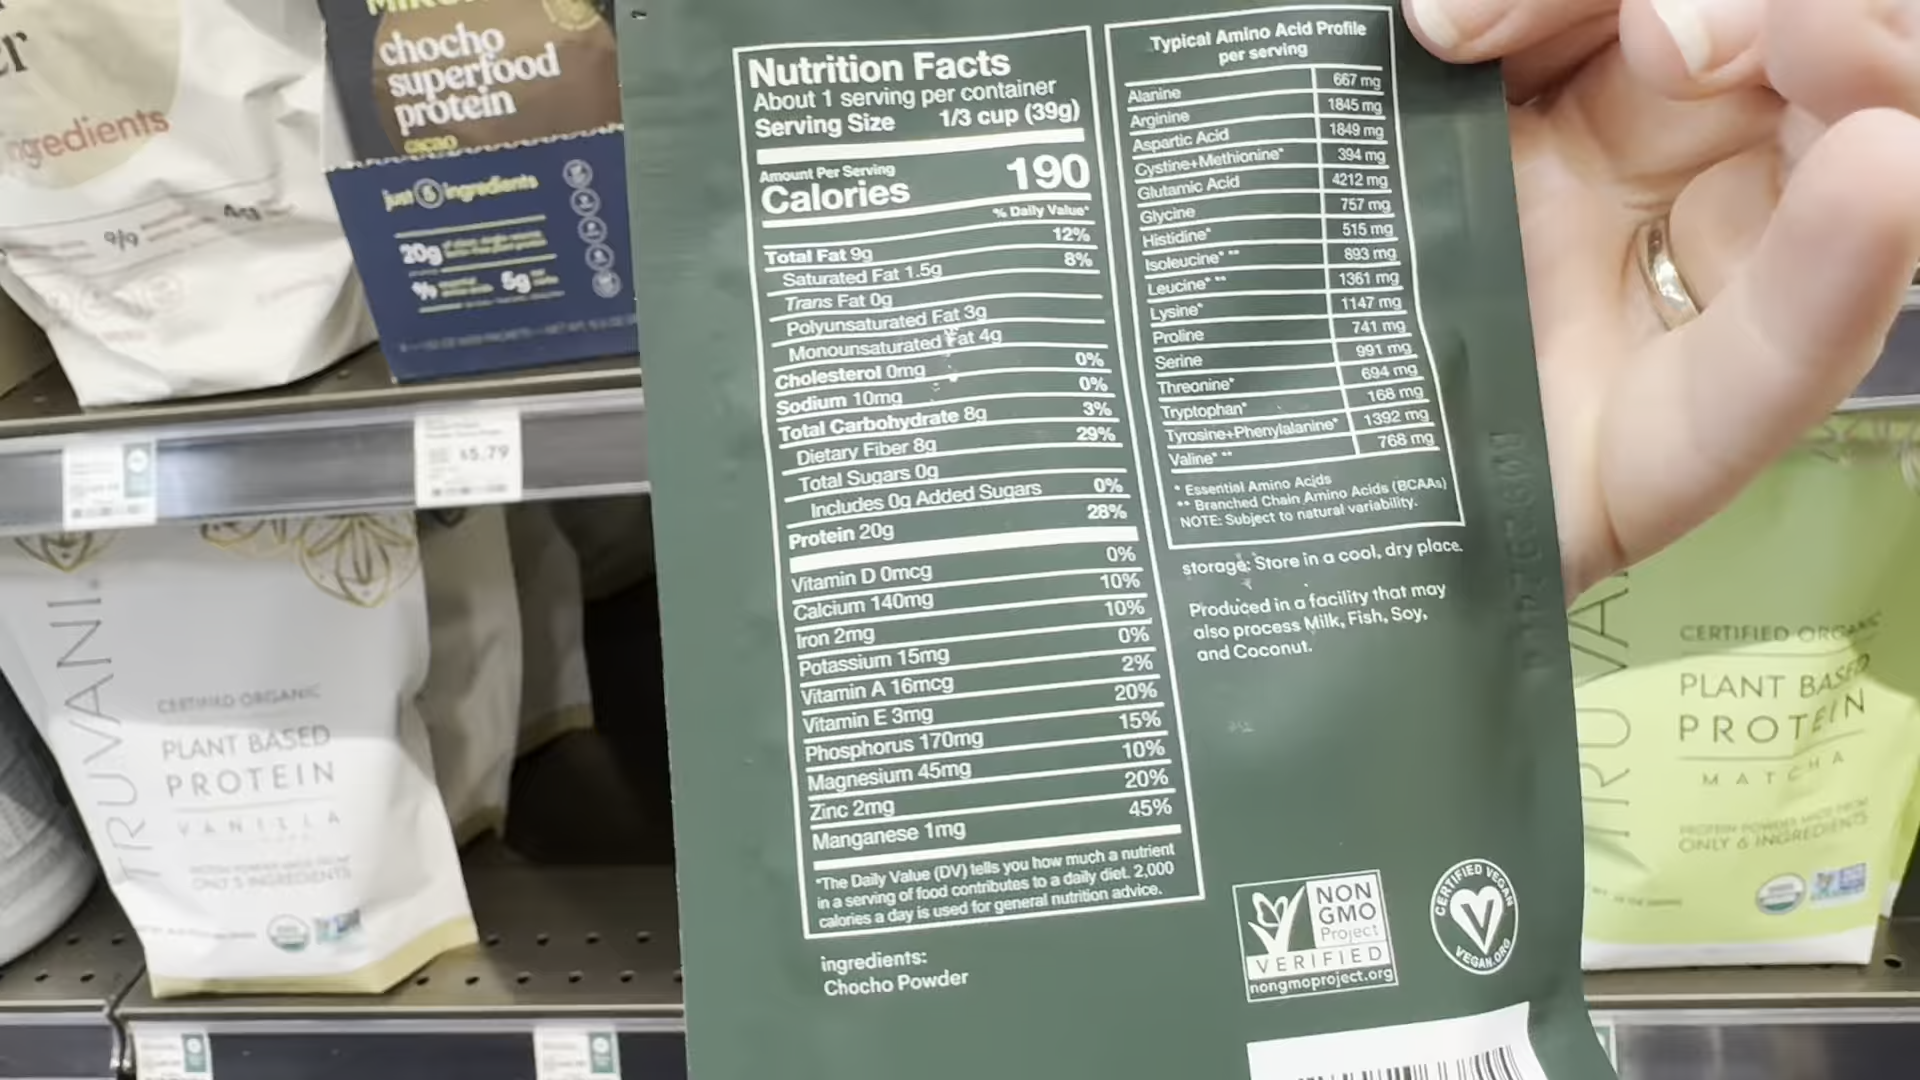 Nutrition Facts
About 1 serving per container
Serving Size 1/3 cup (39g)
Amount Per Serving
Calories 190
% Daily Value*
Total Fat 9g 12%
Saturated Fat 1.5g 8%
Trans Fat 0g
Polyunsaturated Fat 3g
Monounsaturated Fat 4g
Cholesterol 0mg 0%
Sodium 10mg 0%
Total Carbohydrate 8g 3%
Dietary Fiber 8g 29%
Total Sugars 0g
Includes 0g Added Sugars 0%
Protein 20g 28%
Vitamin D 0mcg 0%
Calcium 140mg 10%
Iron 2mg 10%
Potassium 15mg 0%
Vitamin A 16mcg 2%
Vitamin E 3mg 20%
Phosphorus 170mg 15%
Magnesium 45mg 10%
Zinc 2mg 20%
Manganese 1mg 45%
*The Daily Value (DV) tells you how much a nutrient
in a serving of food contributes to a daily diet. 2,000
calories a day is used for general nutrition advice.
ingredients:
Chocho Powder
Typical Amino Acid Profile
per serving
Alanine 667 mg
Arginine 1845 mg
Aspartic Acid 1849 mg
Cystine+Methionine* 394 mg
Glutamic Acid 4212 mg
Glycine 757 mg
Histidine* 515 mg
Isoleucine* ** 893 mg
Leucine* ** 1361 mg
Lysine* 1147 mg
Proline 741 mg
Serine 991 mg
Threonine* 694 mg
Tryptophan* 168 mg
Tyrosine+Phenylalanine* 1392 mg
Valine* ** 768 mg
* Essential Amino Acids
** Branched Chain Amino Acids (BCAAs)
NOTE: Subject to natural variability.
storage: Store in a cool, dry place.
Produced in a facility that may
also process Milk, Fish, Soy,
and Coconut.
NON
GMO
Project
VERIFIED
nongmoproject.org
CERTIFIED VEGAN
VEGAN.ORG
chocho
superfood
protein
cacao
just 5 ingredients
20g
5g
ingredients
9/9
4g
$5.79
TRUVANI
CERTIFIED ORGANIC
PLANT BASED
PROTEIN
VANILLA
PROTEIN POWDER MADE FROM
ONLY 5 INGREDIENTS
CERTIFIED ORGANIC
PLANT BASED
PROTEIN
MATCHA
PROTEIN POWDER MADE FROM
ONLY 6 INGREDIENTS